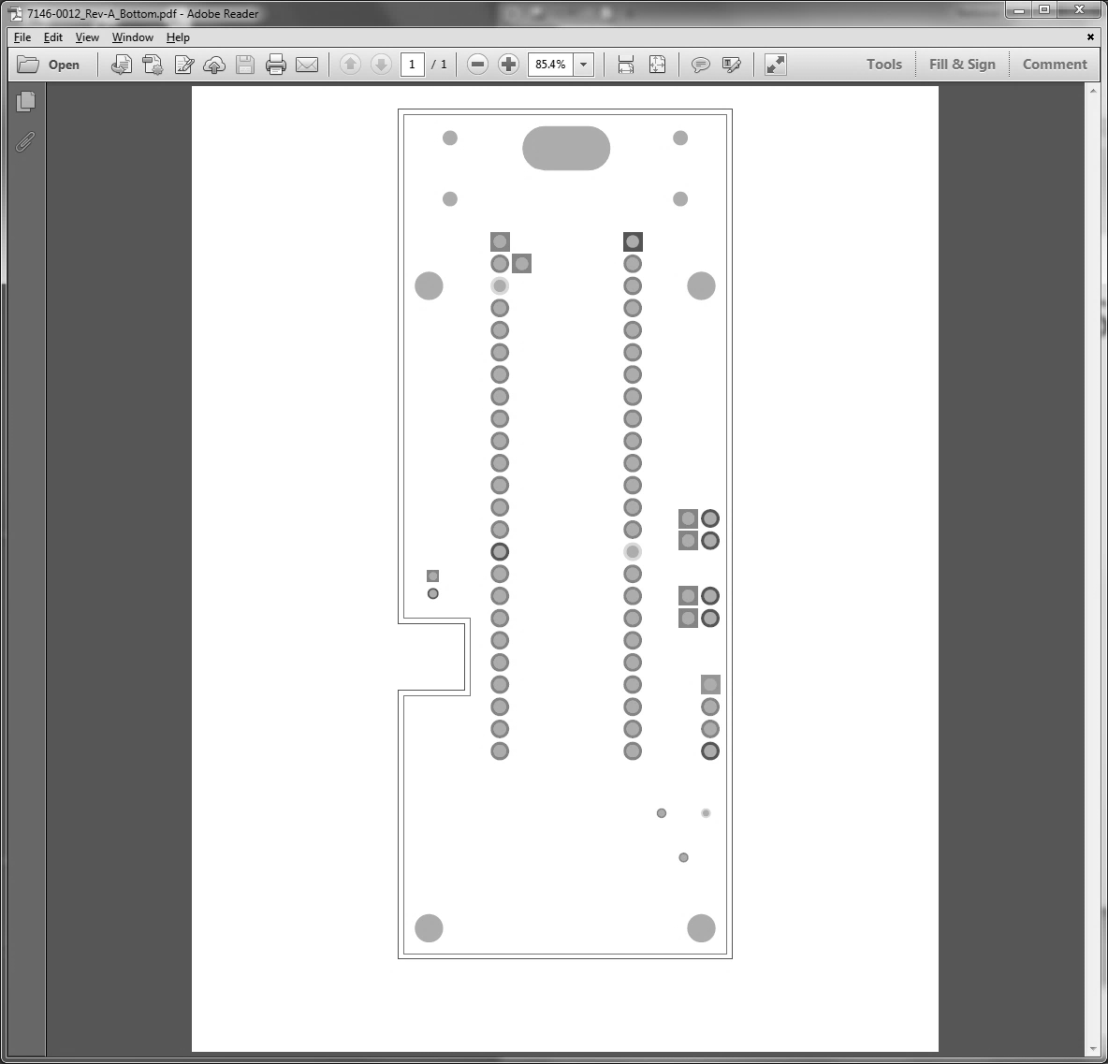 7146-0012_Rev-A_Bottom.pdf - Adobe Reader
File Edit View Window Help
Open 1 / 1 85.4% Tools Fill & Sign Comment